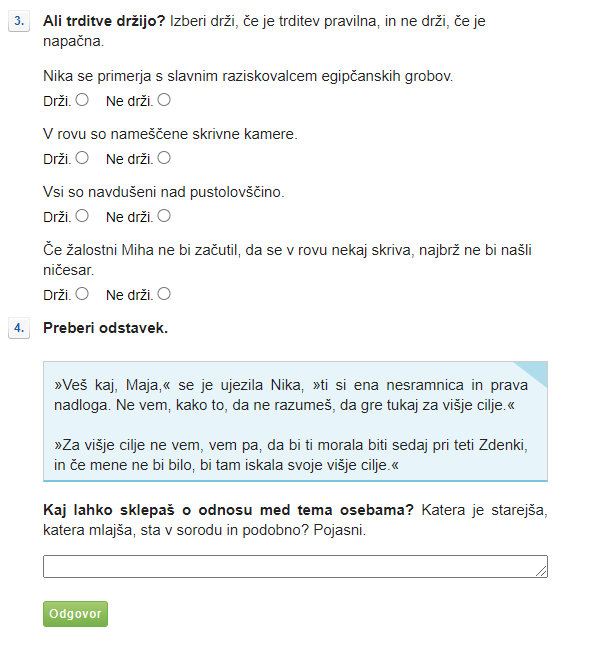 3. Ali trditve držijo? Izberi drži, če je trditev pravilna, in ne drži, če je
napačna.
Nika se primerja s slavnim raziskovalcem egipčanskih grobov.
Drži. Ne drži.
V rovu so nameščene skrivne kamere.
Drži. Ne drži.
Vsi so navdušeni nad pustolovščino.
Drži. Ne drži.
Če žalostni Miha ne bi začutil, da se v rovu nekaj skriva, najbrž ne bi našli
ničesar.
Drži. Ne drži.
4. Preberi odstavek.
»Veš kaj, Maja,« se je ujezila Nika, »ti si ena nesramnica in prava
nadloga. Ne vem, kako to, da ne razumeš, da gre tukaj za višje cilje.«
»Za višje cilje ne vem, vem pa, da bi ti morala biti sedaj pri teti Zdenki,
in če mene ne bi bilo, bi tam iskala svoje višje cilje.«
Kaj lahko sklepaš o odnosu med tema osebama? Katera je starejša,
katera mlajša, sta v sorodu in podobno? Pojasni.
Odgovor